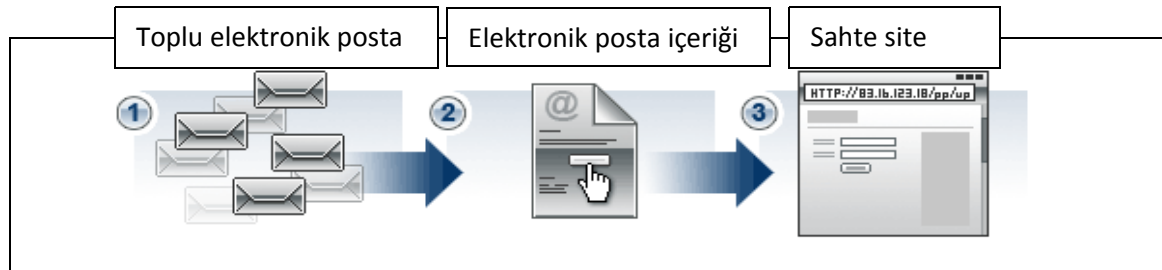 Toplu elektronik posta
Elektronik posta içeriği
Sahte site
1
2
@
3
HTTP://83.16.123.18/pp/up